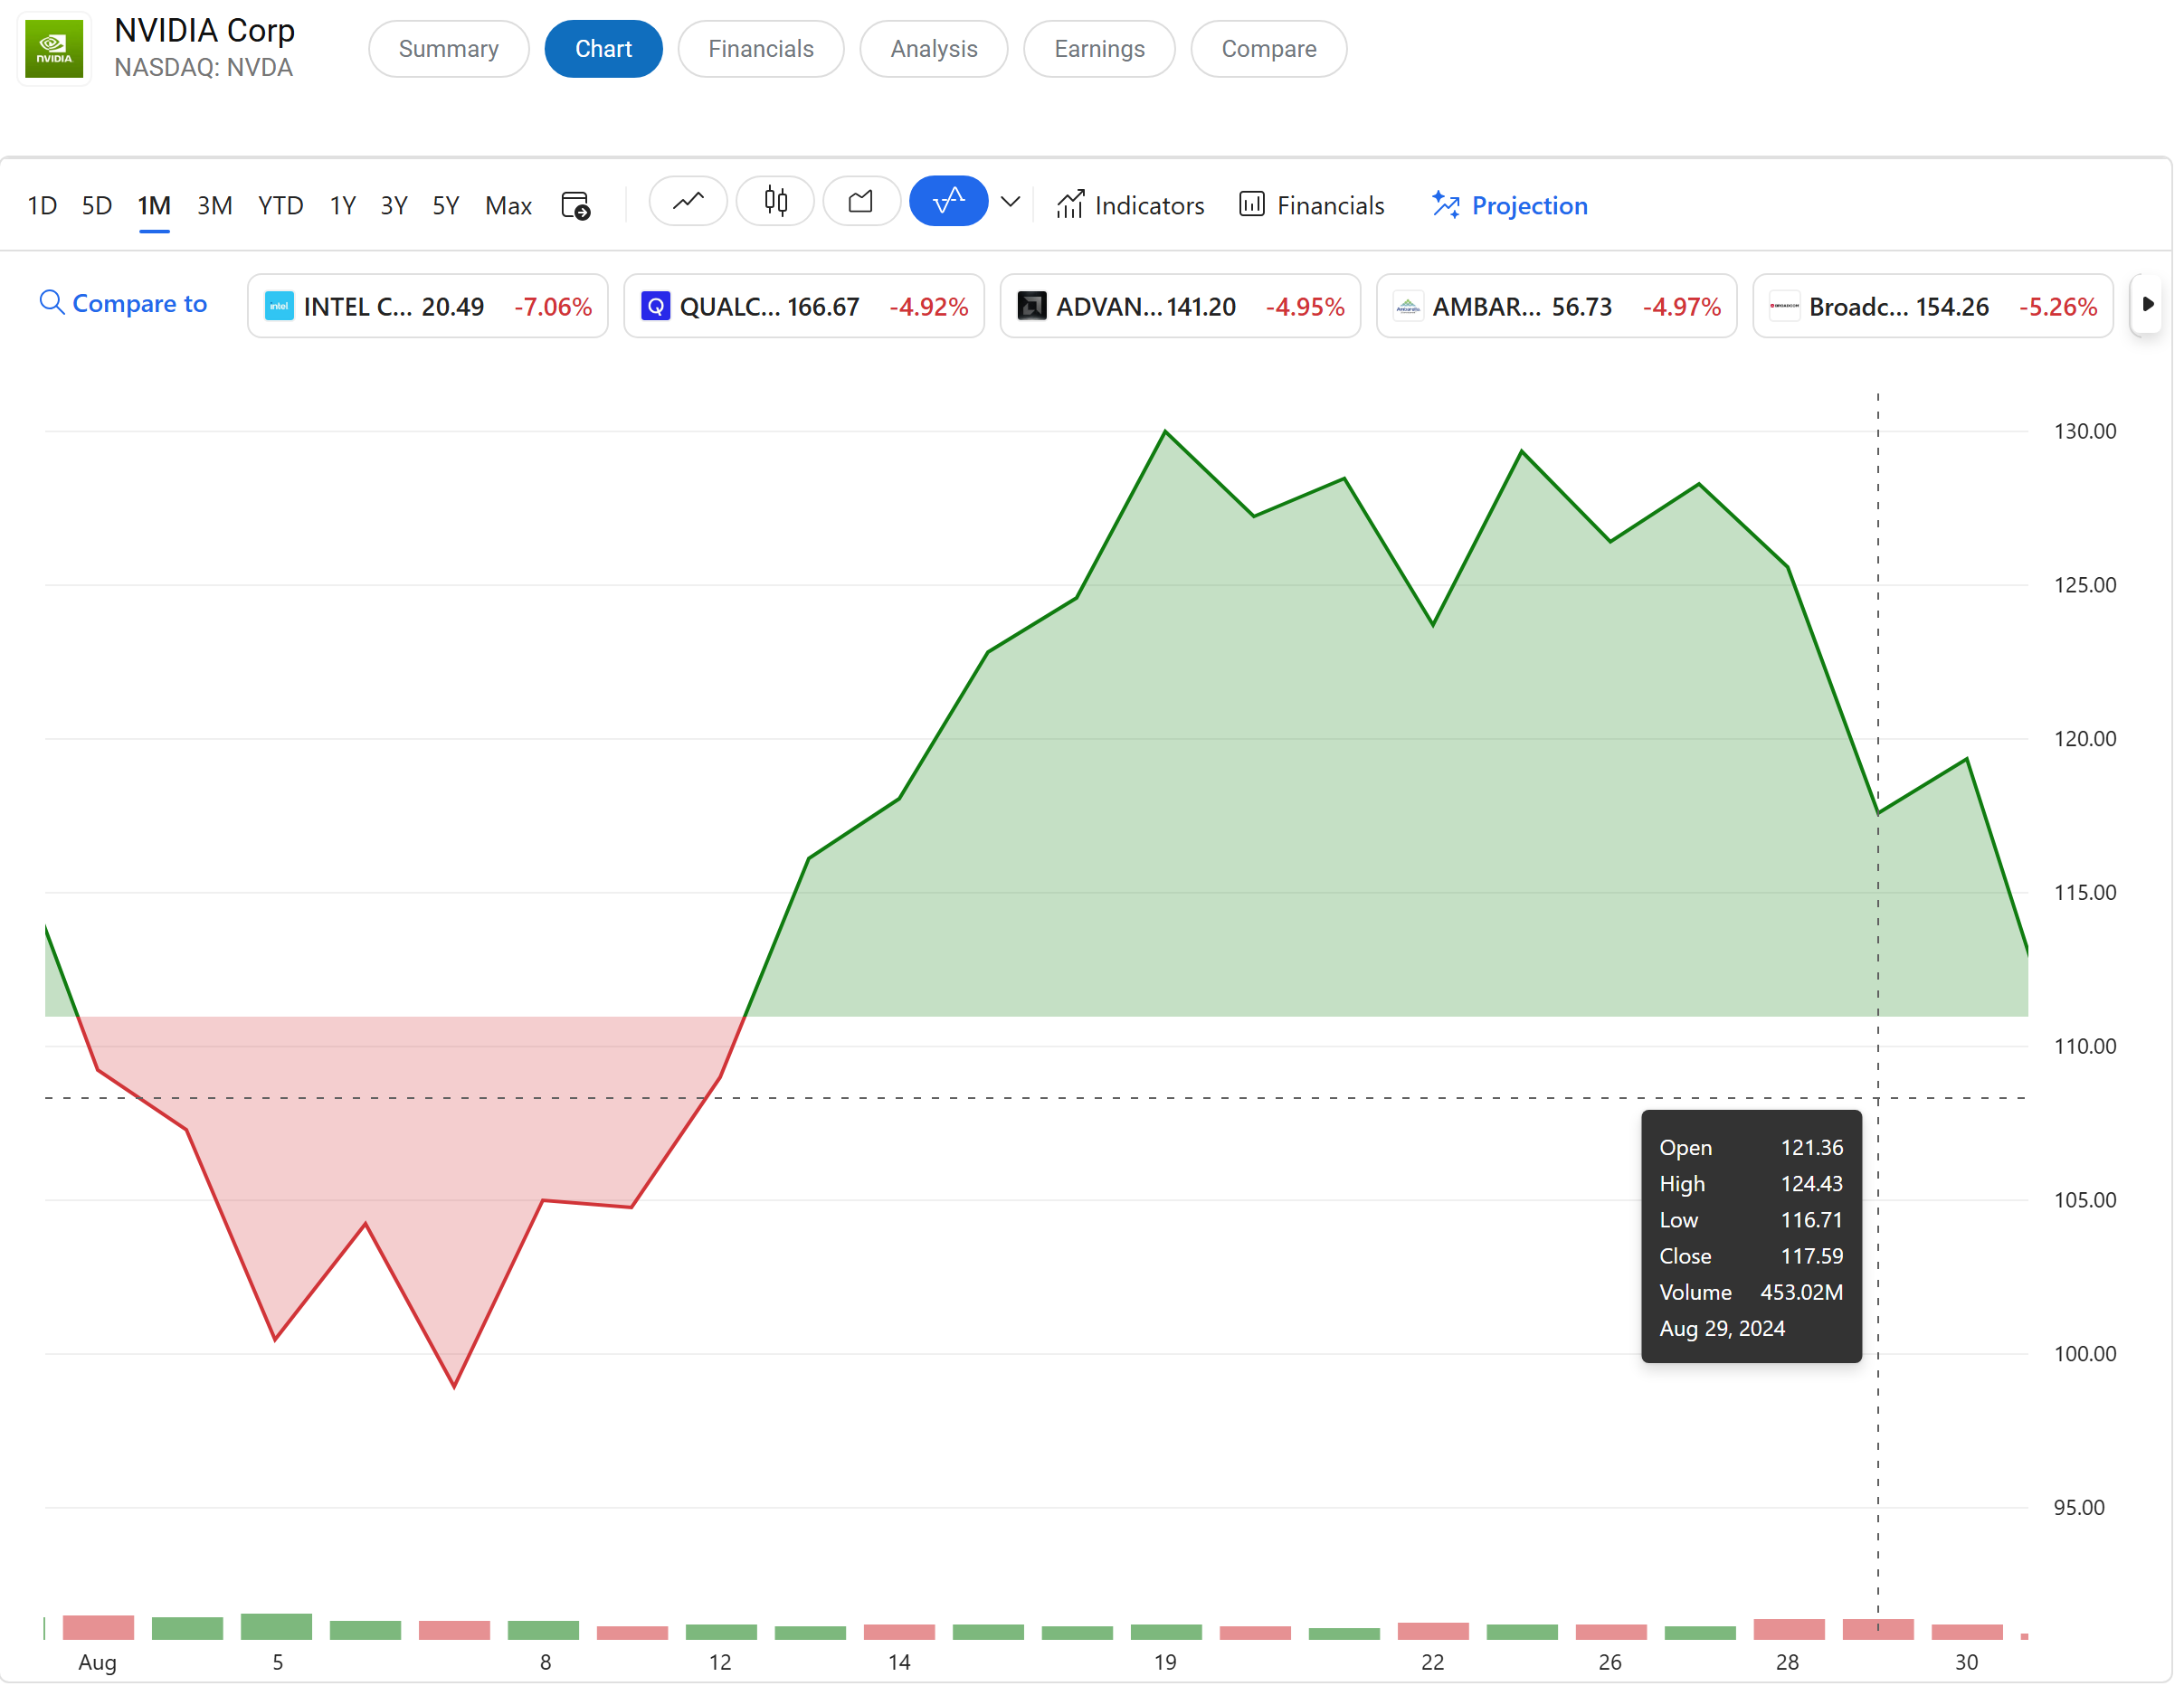 NVIDIA Corp
NASDAQ: NVDA
NVIDIA
Summary
Chart
Financials
Analysis
Earnings
Compare
1D 5D 1M 3M YTD 1Y 3Y 5Y Max
Indicators
Financials
Projection
Compare to
intel INTEL C... 20.49 -7.06%
Q QUALC... 166.67 -4.92%
ADVAN... 141.20 -4.95%
Ambarella AMBAR... 56.73 -4.97%
BROADCOM Broadc... 154.26 -5.26%
130.00
125.00
120.00
115.00
110.00
105.00
100.00
95.00
Open 121.36
High 124.43
Low 116.71
Close 117.59
Volume 453.02M
Aug 29, 2024
Aug 5 8 12 14 19 22 26 28 30